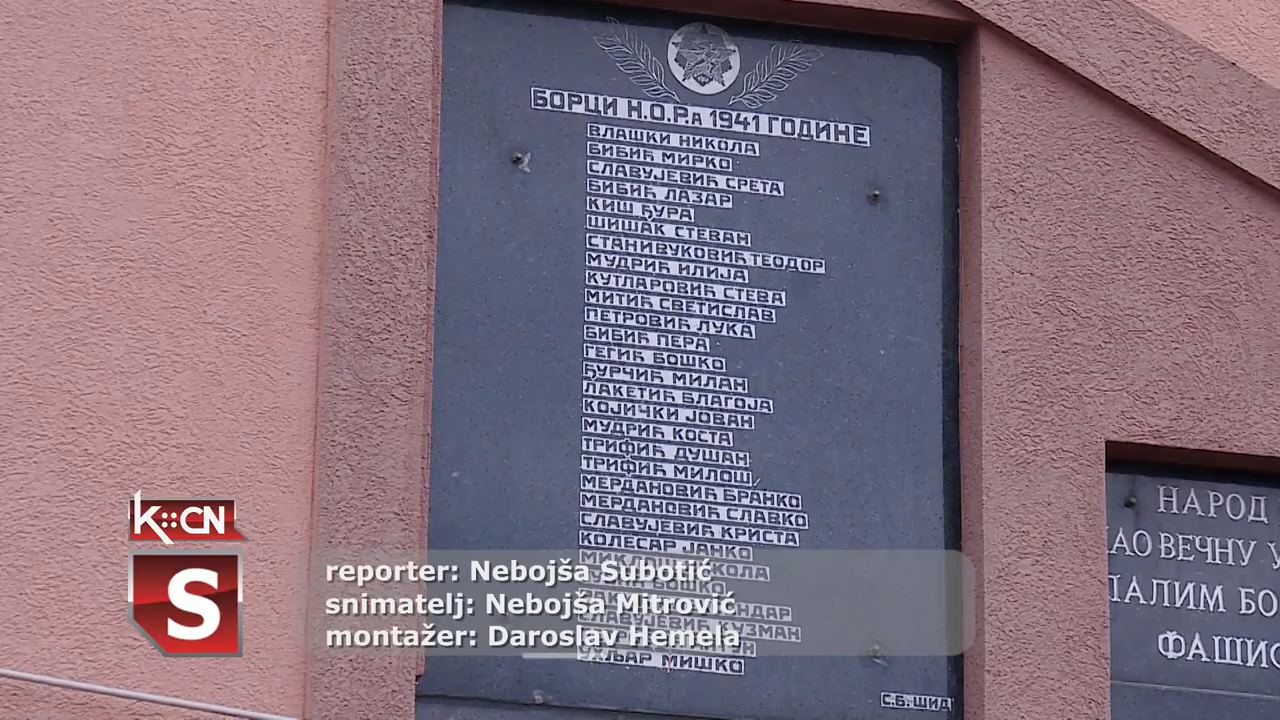 БОРЦИ Н.О.Р.а 1941 ГОДИНЕ
ВЛАШКИ НИКОЛА
БИБИЋ МИРКО
СЛАВУЈЕВИЋ СРЕТА
БИБИЋ ЛАЗАР
КИШ ЂУРА
ШИШАК СТЕВАН
СТАНИВУКОВИЋ ТЕОДОР
МУДРИЋ ИЛИЈА
КУТЛАРОВИЋ СТЕВА
МИТИЋ СВЕТИСЛАВ
ПЕТРОВИЋ ЛУКА
БИБИЋ ПЕРА
ГЕГИЋ БОШКО
ЂУРЧИЋ МИЛАН
ЛАКЕТИЋ БЛАГОЈА
КОЈИЧКИ ЈОВАН
МУДРИЋ КОСТА
ТРИФИЋ ДУШАН
ТРИФИЋ МИЛОШ
МЕРДАНОВИЋ БРАНКО
МЕРДАНОВИЋ СЛАВКО
СЛАВУЈЕВИЋ КРИСТА
КОЛЕСАР ЈАНКО
БОШКО
СЛАВУЈЕВИЋ КУЗМАН
МИШКО
С.Б. ШИД
НАРОД
ВЕЧНУ
K::CN
S
reporter: Nebojša Subotić
snimatelj: Nebojša Mitrović
montažer: Daroslav Hemela